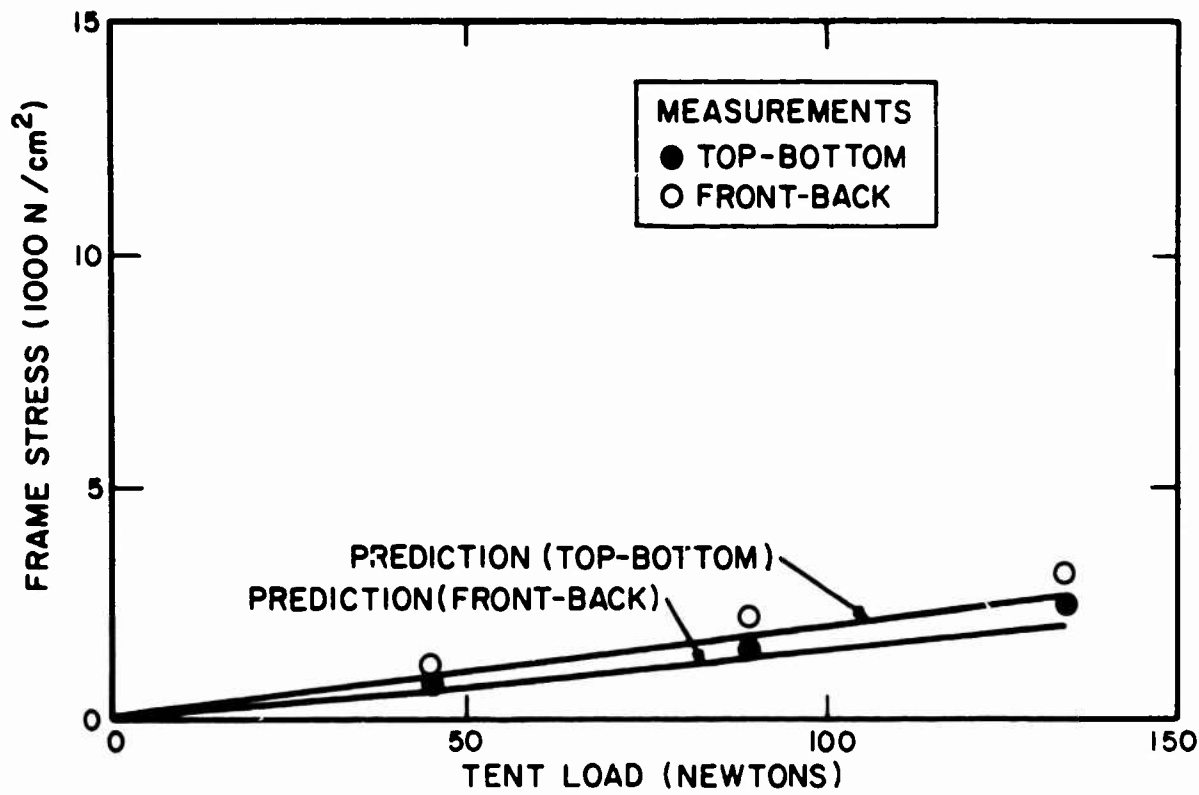 15
10
5
0
FRAME STRESS (1000 N/cm²)
MEASUREMENTS
● TOP-BOTTOM
○ FRONT-BACK
PREDICTION (TOP-BOTTOM)
PREDICTION (FRONT-BACK)
0 50 100 150
TENT LOAD (NEWTONS)